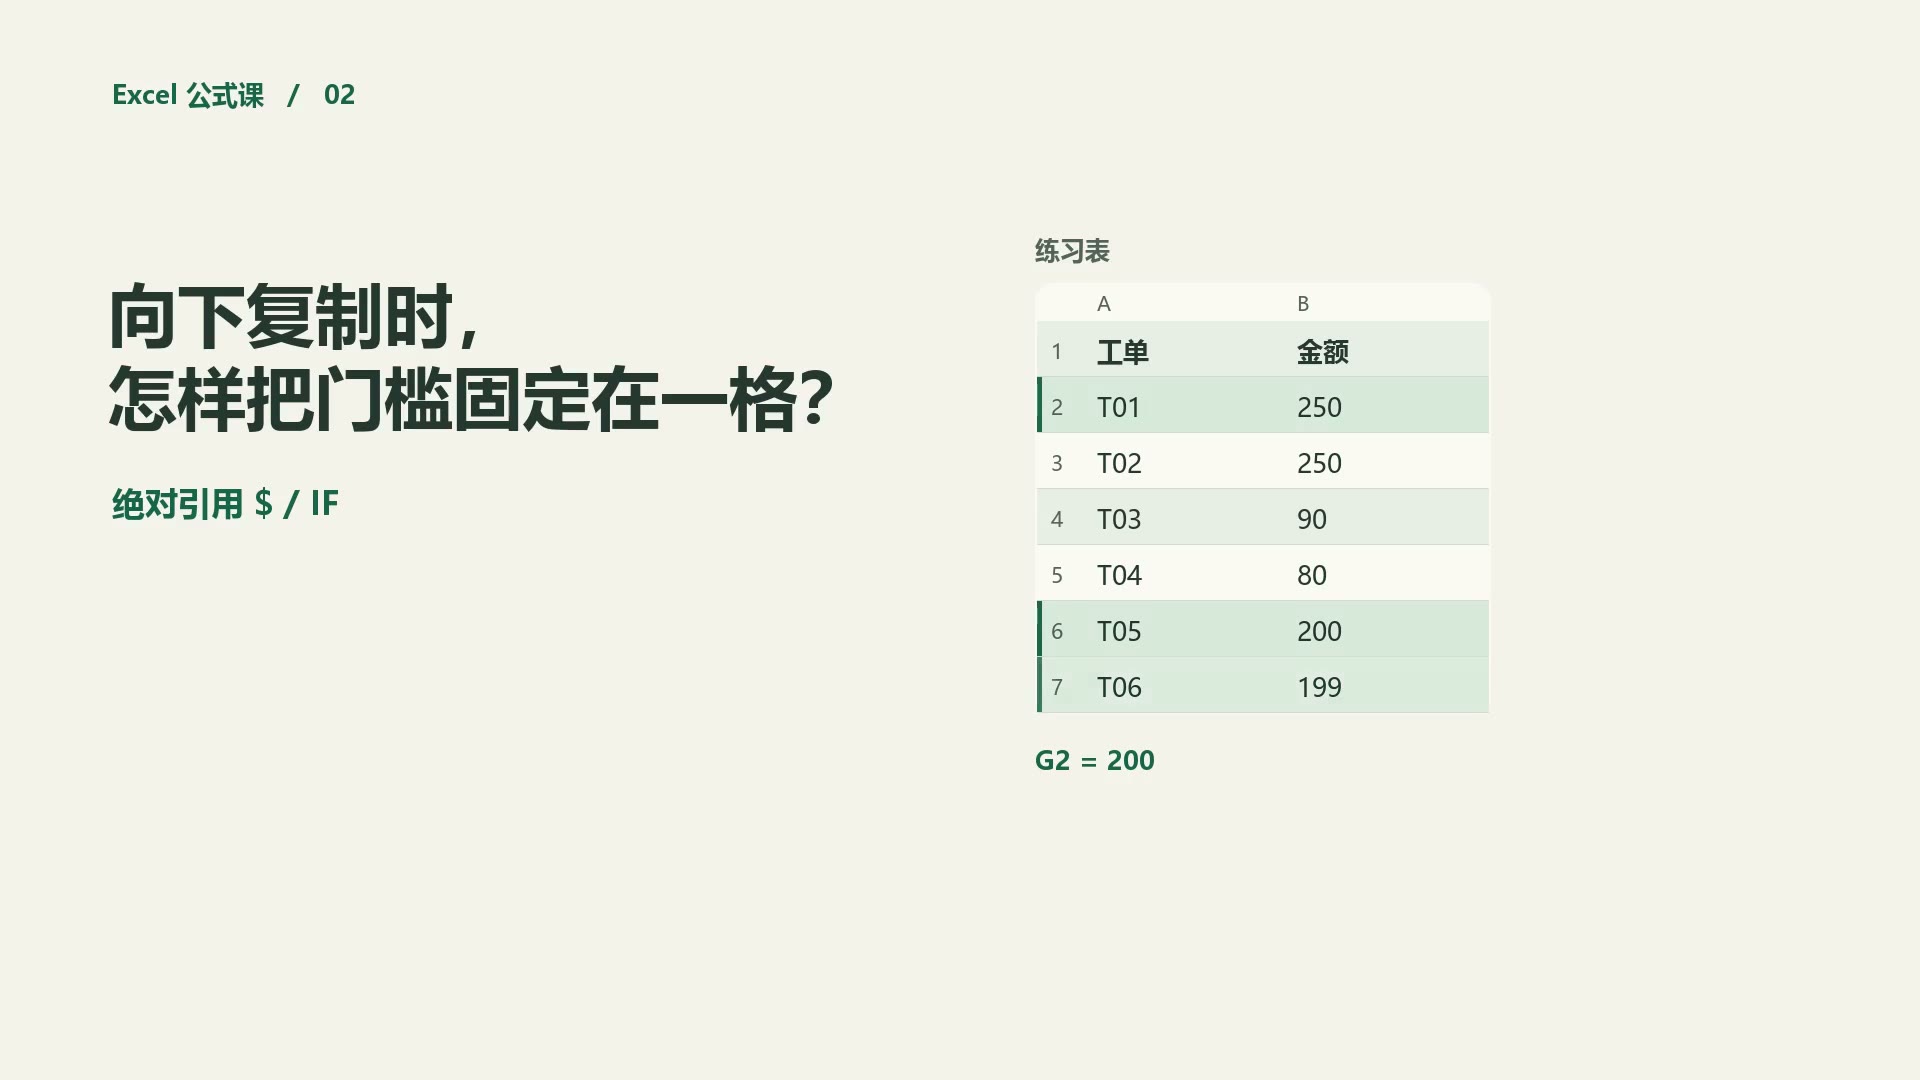 Excel 公式课 / 02
向下复制时,
怎样把门槛固定在一格?
绝对引用 $ / IF
练习表
A B
1 工单 金额
2 T01 250
3 T02 250
4 T03 90
5 T04 80
6 T05 200
7 T06 199
G2 = 200